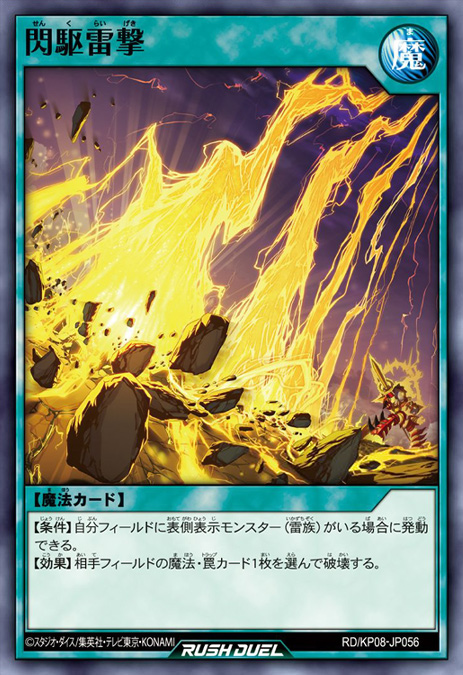 閃駆雷撃
魔
【魔法カード】
【条件】自分フィールドに表側表示モンスター(雷族)がいる場合に発動
できる。
【効果】相手フィールドの魔法・罠カード1枚を選んで破壊する。
©スタジオ・ダイス/集英社・テレビ東京・KONAMI
RUSH DUEL
RD/KP08-JP056